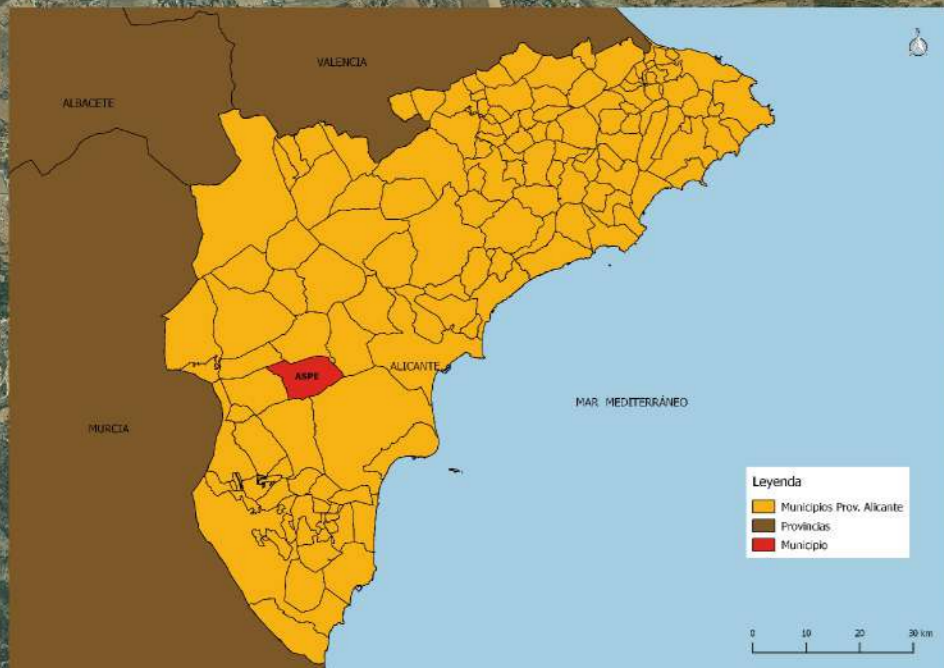 N
VALENCIA
ALBACETE
ALICANTE
ASPE
MAR MEDITERRÁNEO
MURCIA
Leyenda
Municipios Prov. Alicante
Provincias
Municipio
0 10 20 30 km